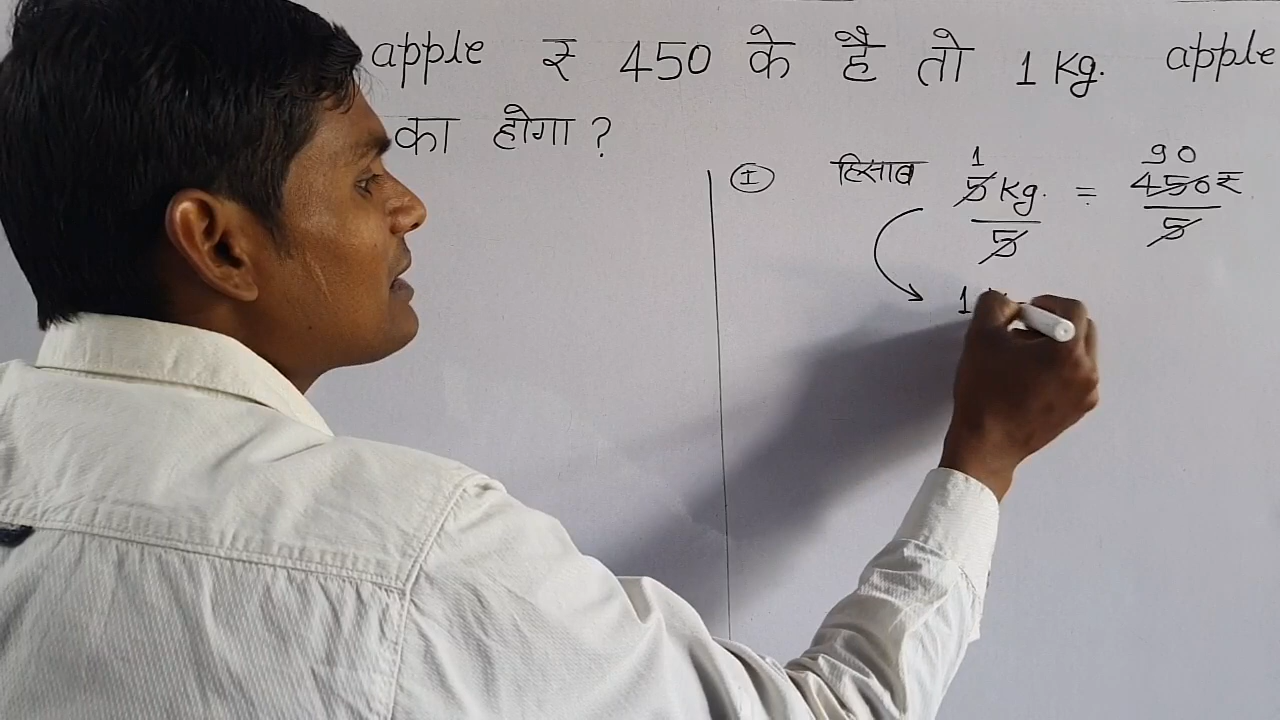 apple ₹ 450 के है तो 1 Kg. apple
का होगा ?
I हिसाब 1 90
5 Kg. = 450 ₹
5 5
1